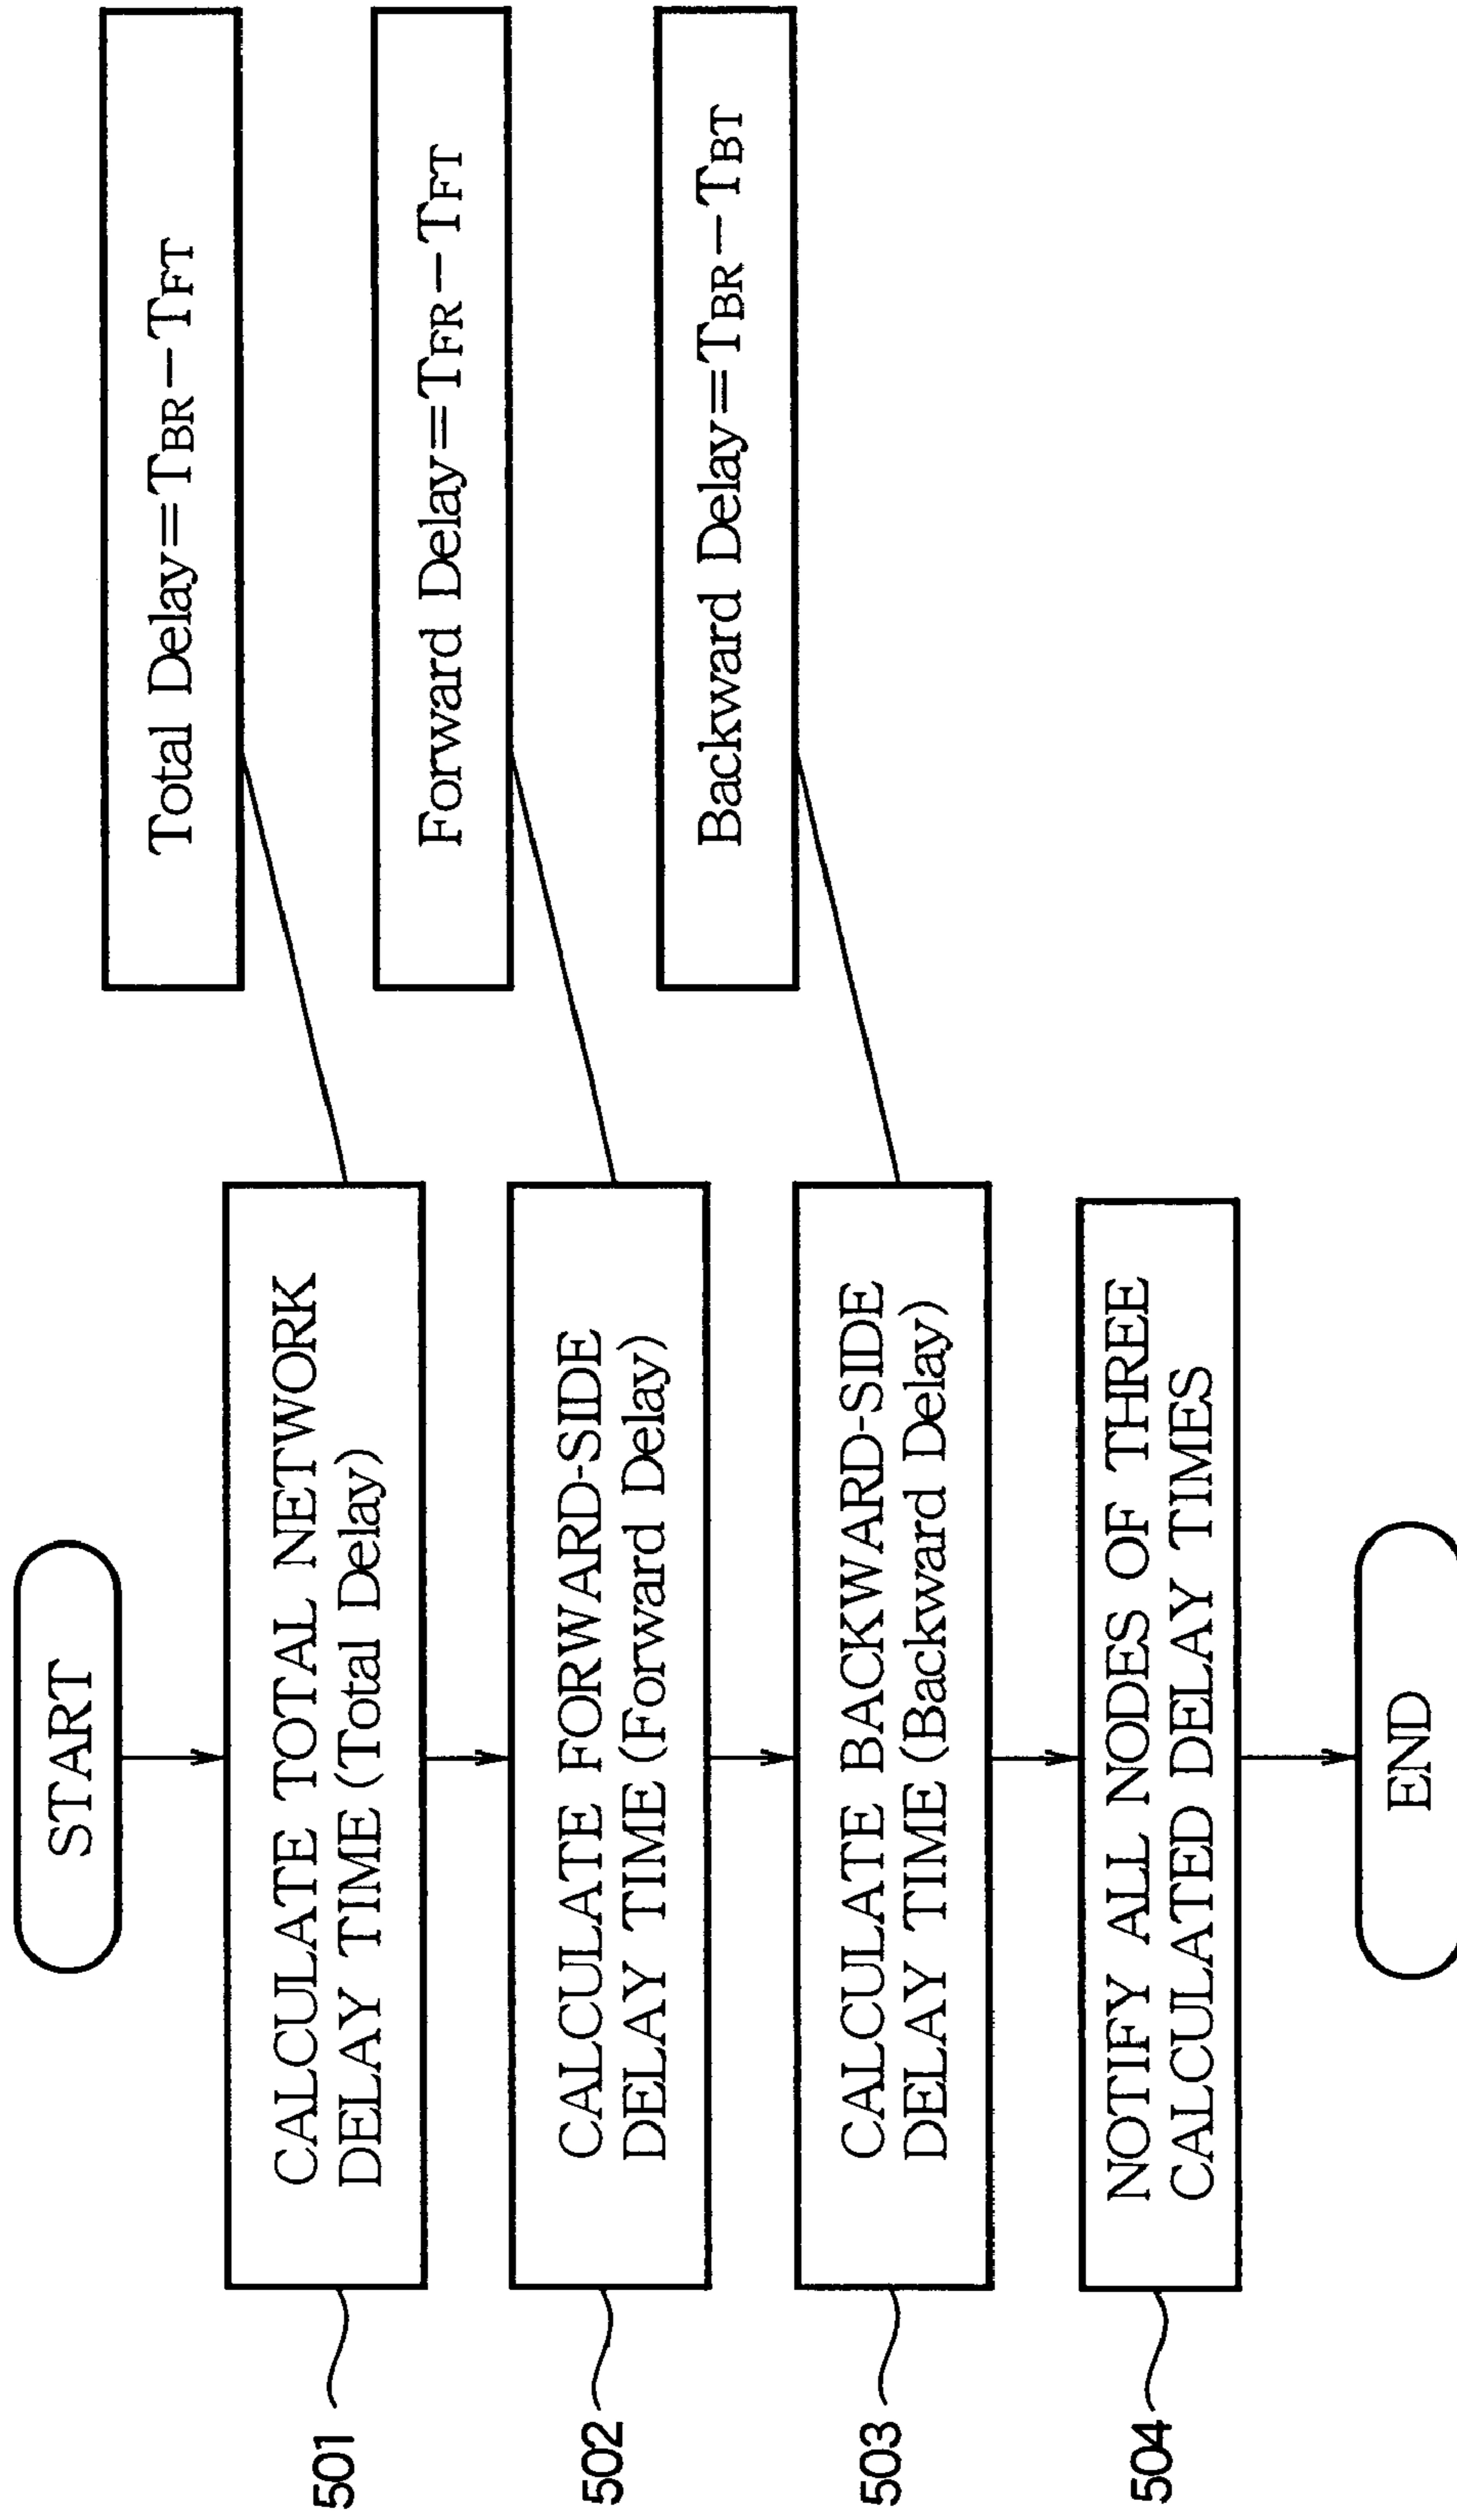 START
501
CALCULATE TOTAL NETWORK
DELAY TIME (Total Delay)
Total Delay=TBR−TFT
502
CALCULATE FORWARD-SIDE
DELAY TIME (Forward Delay)
Forward Delay=TFR−TFT
503
CALCULATE BACKWARD-SIDE
DELAY TIME (Backward Delay)
Backward Delay=TBR−TBT
504
NOTIFY ALL NODES OF THREE
CALCULATED DELAY TIMES
END